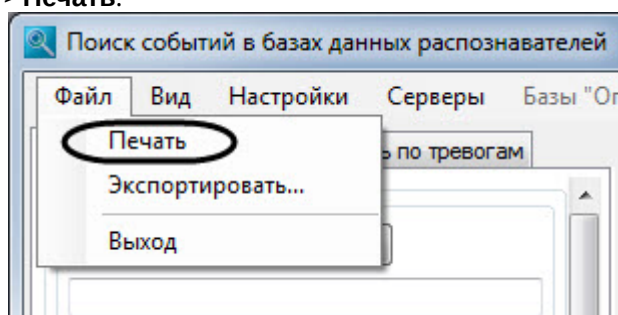 > Печать.
Поиск событий в базах данных распознавателей
Файл Вид Настройки Серверы Базы
Печать
по тревогам
Экспортировать...
Выход